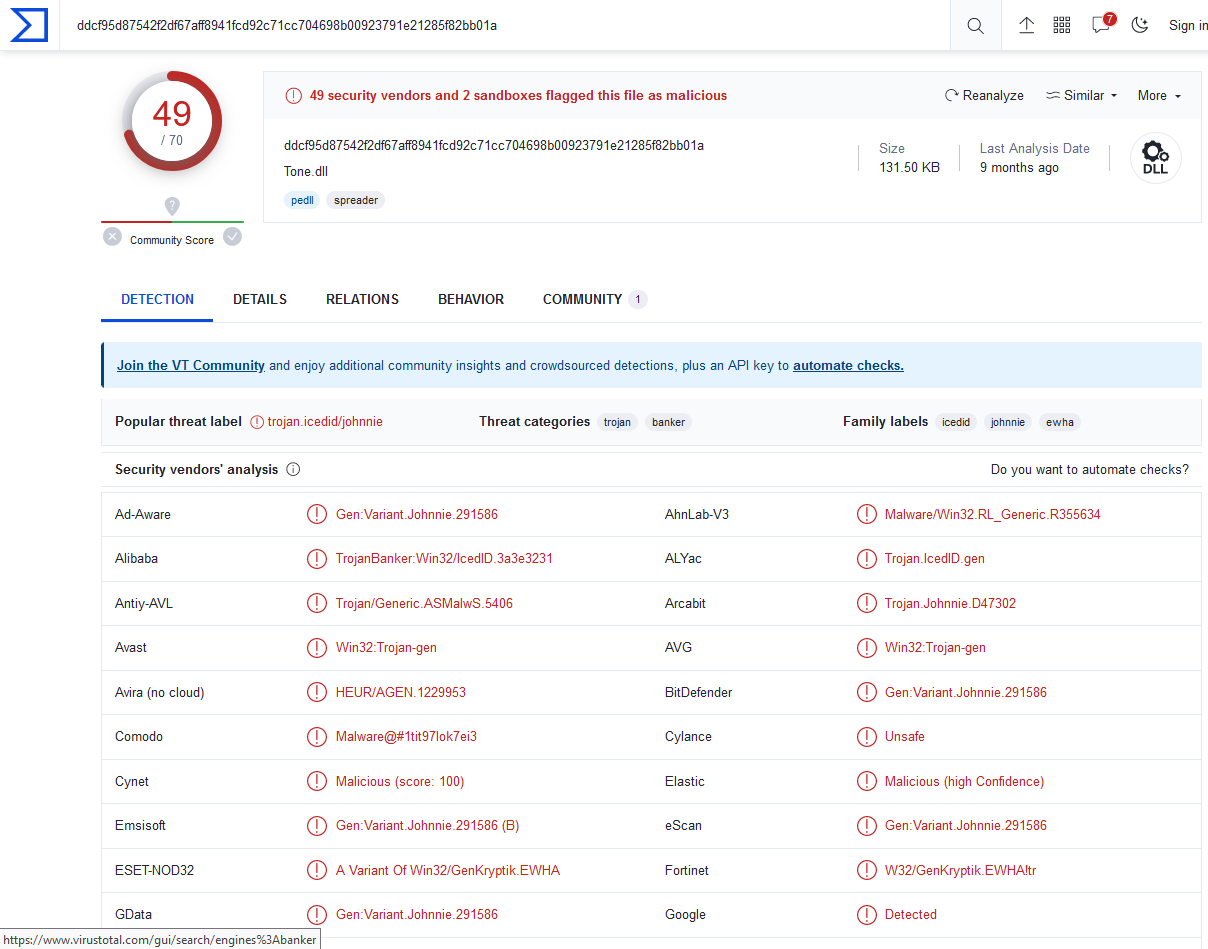 ddcf95d87542f2df67aff8941fcd92c71cc704698b00923791e21285f82bb01a
7
Sign in
49
/ 70
49 security vendors and 2 sandboxes flagged this file as malicious
Reanalyze
Similar
More
ddcf95d87542f2df67aff8941fcd92c71cc704698b00923791e21285f82bb01a
Tone.dll
pedll
spreader
Size
131.50 KB
Last Analysis Date
9 months ago
DLL
?
Community Score
DETECTION
DETAILS
RELATIONS
BEHAVIOR
COMMUNITY 1
Join the VT Community and enjoy additional community insights and crowdsourced detections, plus an API key to automate checks.
Popular threat label trojan.icedid/johnnie
Threat categories trojan banker
Family labels icedid johnnie ewha
Security vendors' analysis
Do you want to automate checks?
Ad-Aware Gen:Variant.Johnnie.291586 AhnLab-V3 Malware/Win32.RL_Generic.R355634
Alibaba TrojanBanker:Win32/IcedID.3a3e3231 ALYac Trojan.IcedID.gen
Antiy-AVL Trojan/Generic.ASMalwS.5406 Arcabit Trojan.Johnnie.D47302
Avast Win32:Trojan-gen AVG Win32:Trojan-gen
Avira (no cloud) HEUR/AGEN.1229953 BitDefender Gen:Variant.Johnnie.291586
Comodo Malware@#1tit97lok7ei3 Cylance Unsafe
Cynet Malicious (score: 100) Elastic Malicious (high Confidence)
Emsisoft Gen:Variant.Johnnie.291586 (B) eScan Gen:Variant.Johnnie.291586
ESET-NOD32 A Variant Of Win32/GenKryptik.EWHA Fortinet W32/GenKryptik.EWHA!tr
GData Gen:Variant.Johnnie.291586 Google Detected
https://www.virustotal.com/gui/search/engines%3Abanker